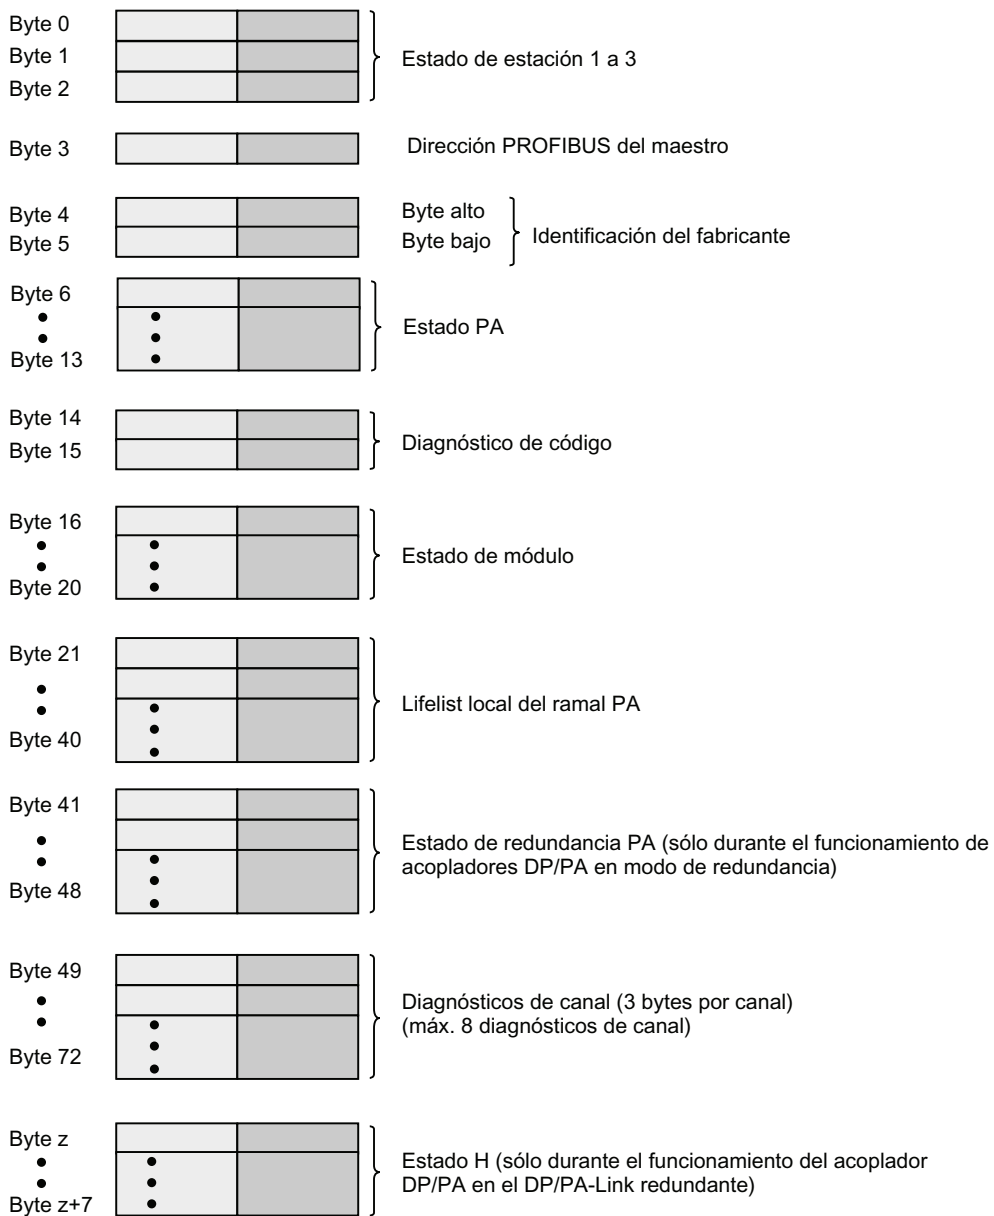 Byte 0
Byte 1
Byte 2
Estado de estación 1 a 3
Byte 3
Dirección PROFIBUS del maestro
Byte 4
Byte 5
Byte alto
Byte bajo
Identificación del fabricante
Byte 6
Byte 13
Estado PA
Byte 14
Byte 15
Diagnóstico de código
Byte 16
Byte 20
Estado de módulo
Byte 21
Byte 40
Lifelist local del ramal PA
Byte 41
Byte 48
Estado de redundancia PA (sólo durante el funcionamiento de
acopladores DP/PA en modo de redundancia)
Byte 49
Byte 72
Diagnósticos de canal (3 bytes por canal)
(máx. 8 diagnósticos de canal)
Byte z
Byte z+7
Estado H (sólo durante el funcionamiento del acoplador
DP/PA en el DP/PA-Link redundante)